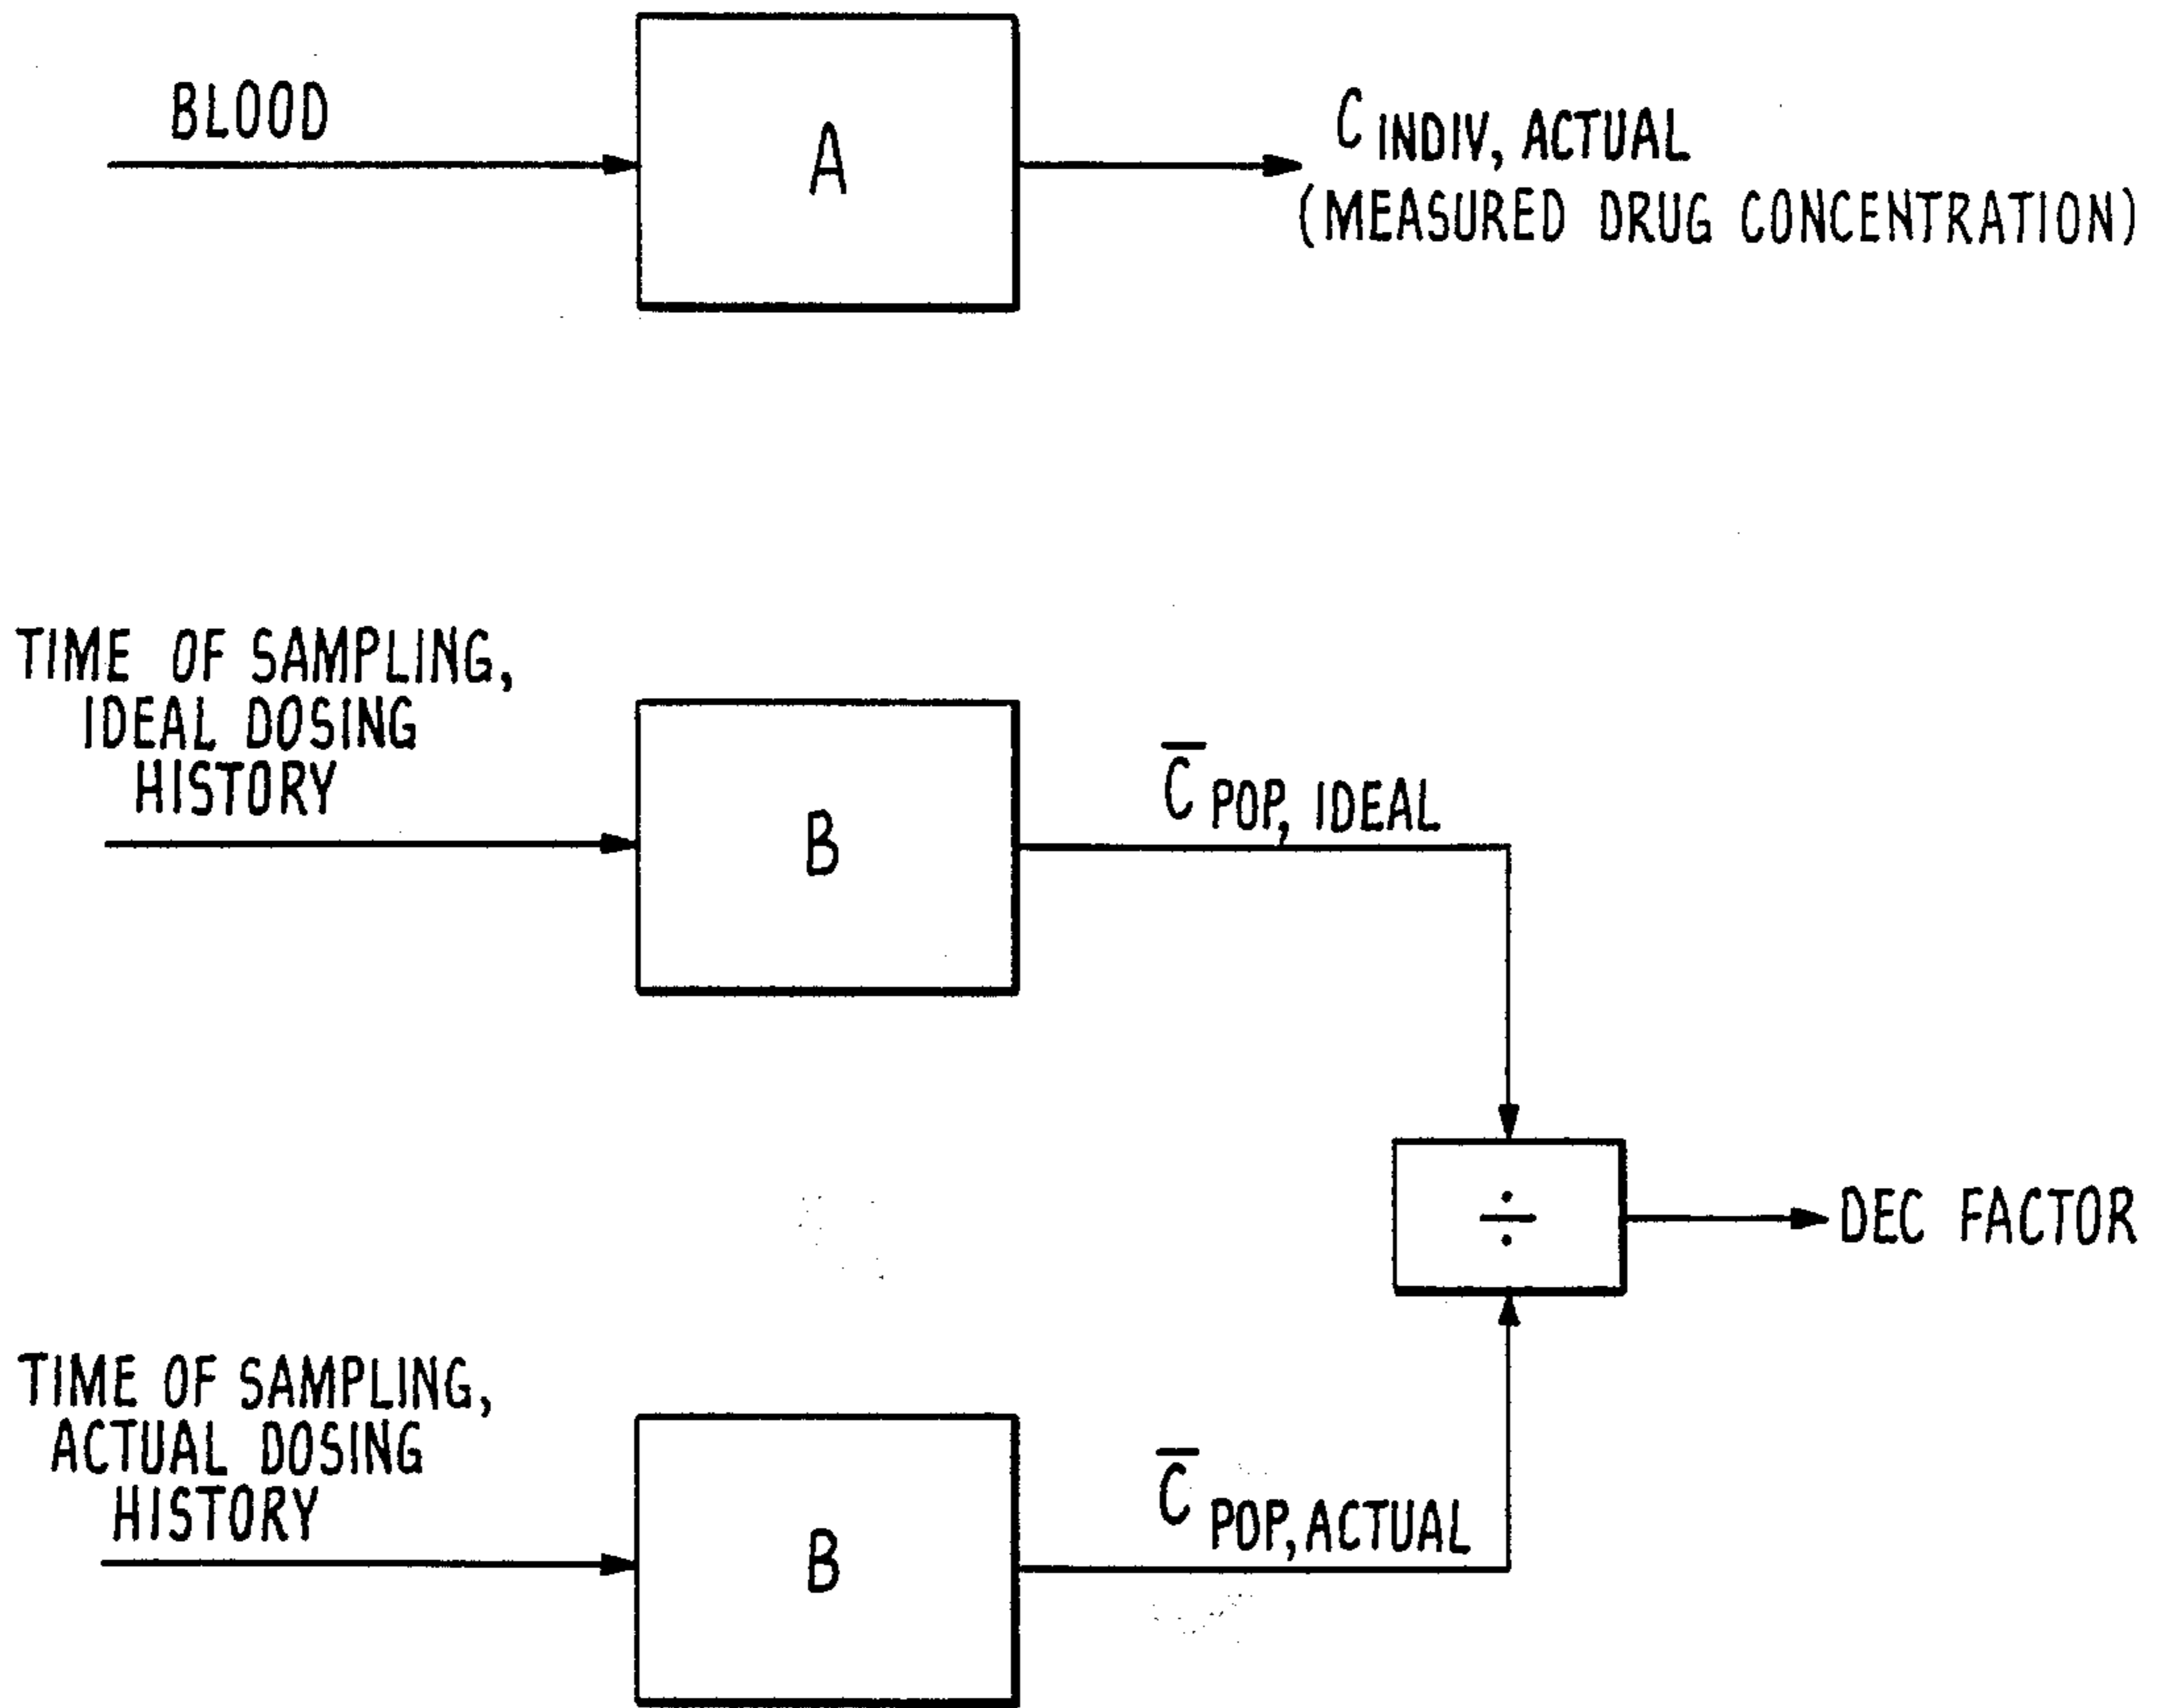 BLOOD
A
C INDIV, ACTUAL
(MEASURED DRUG CONCENTRATION)
TIME OF SAMPLING,
IDEAL DOSING
HISTORY
B
C̅ POP, IDEAL
÷
DEC FACTOR
TIME OF SAMPLING,
ACTUAL DOSING
HISTORY
B
C̅ POP, ACTUAL